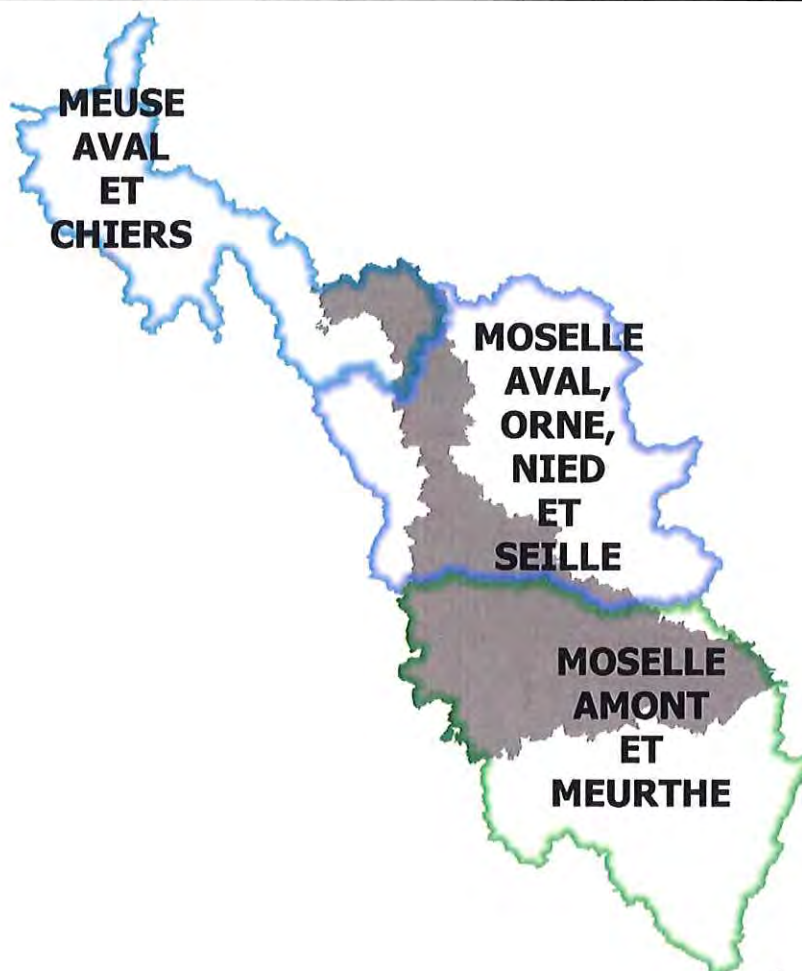 MEUSE
AVAL
ET
CHIERS
MOSELLE
AVAL,
ORNE,
NIED
ET
SEILLE
MOSELLE
AMONT
ET
MEURTHE